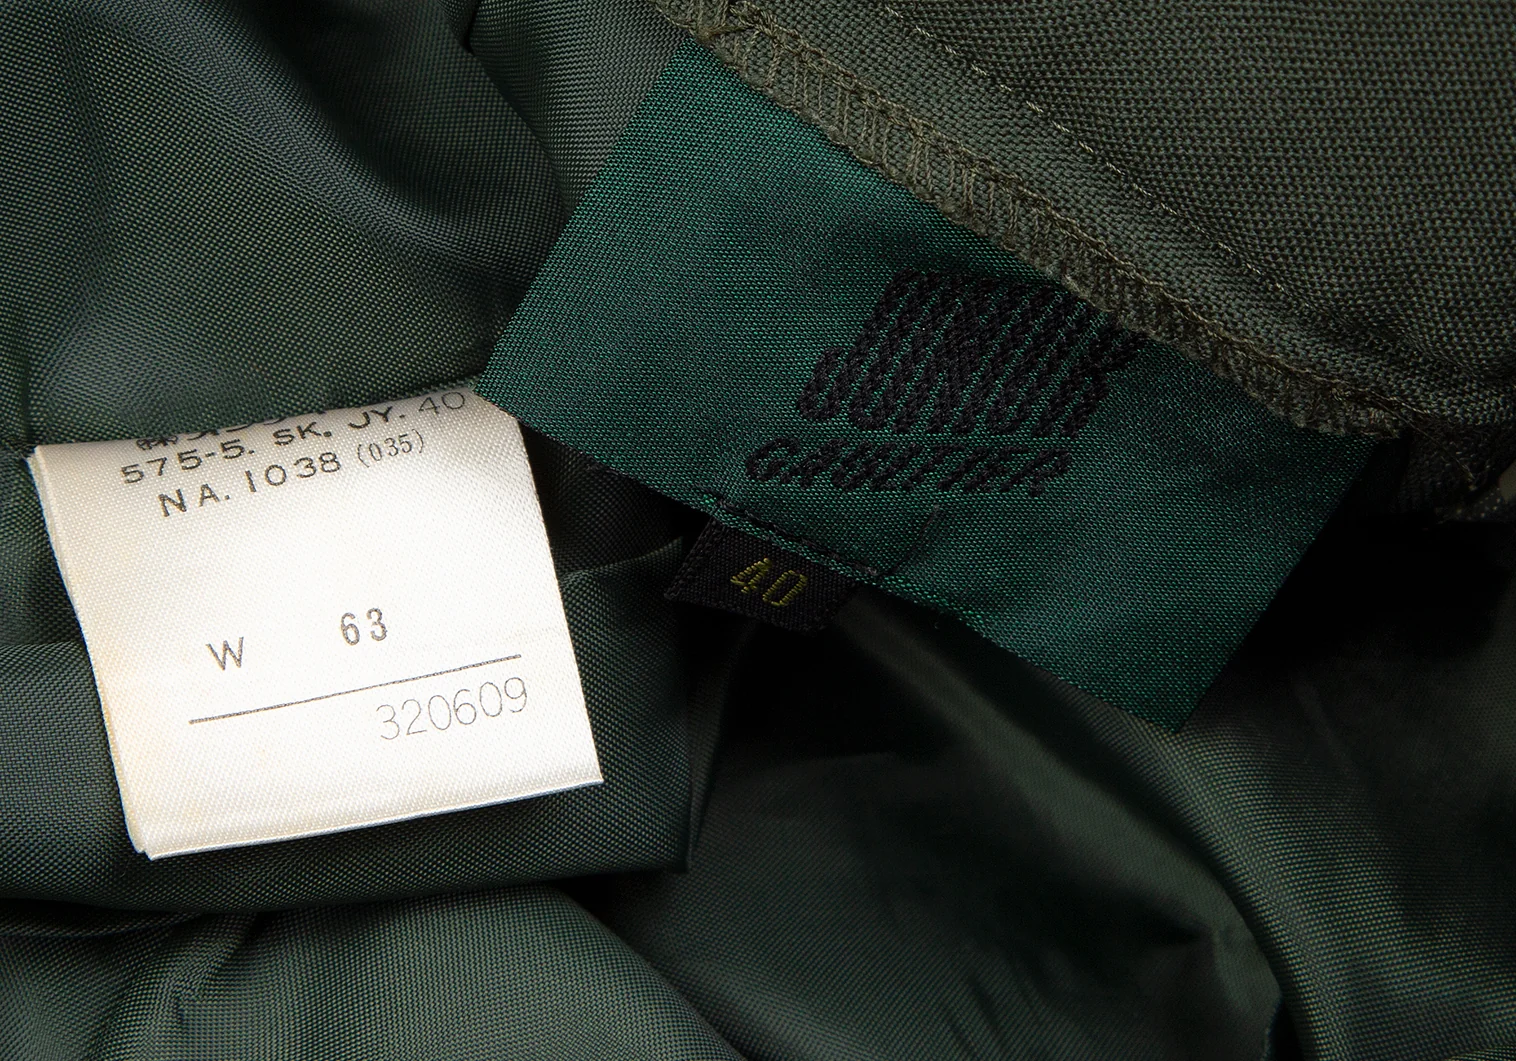 575-5. SK. JY. 40
NA. 1038 (035)
W 63
320609
JUNIOR
GAULTIER
40